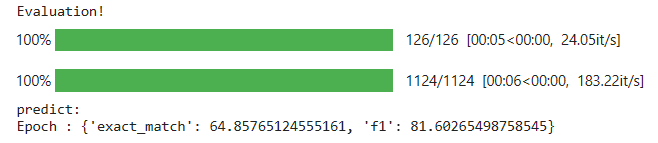 Evaluation!
100% 126/126 [00:05<00:00, 24.05it/s]
100% 1124/1124 [00:06<00:00, 183.22it/s]
predict:
Epoch : {'exact_match': 64.85765124555161, 'f1': 81.60265498758545}